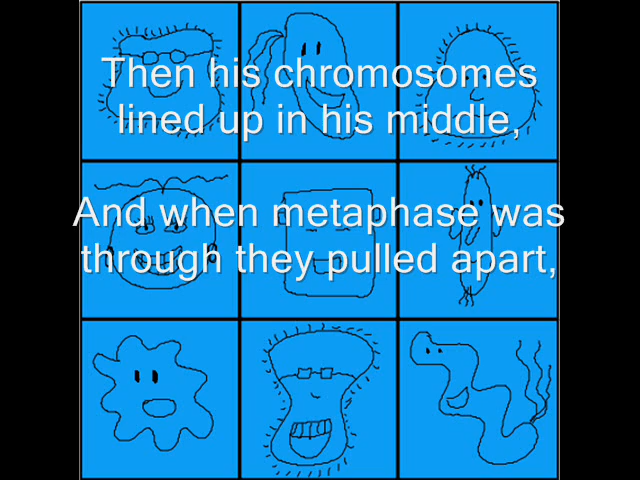 Then his chromosomes
lined up in his middle,
And when metaphase was
through they pulled apart,